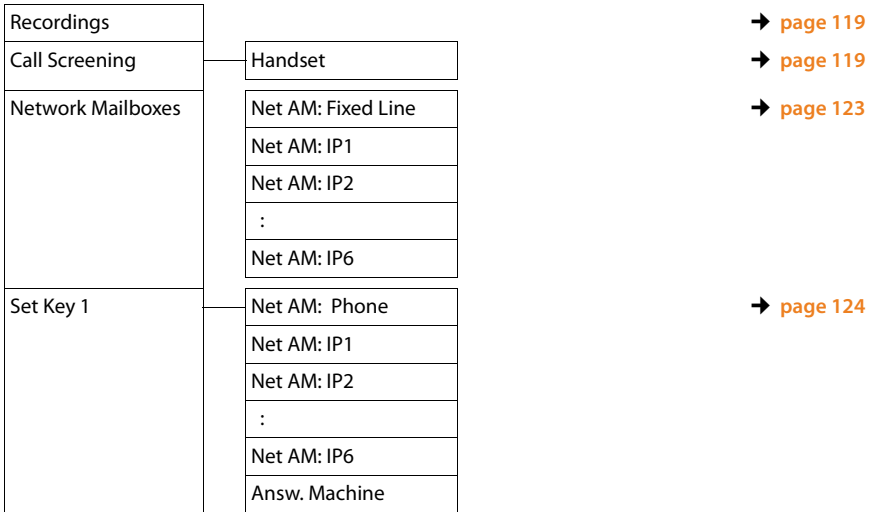 Recordings → page 119
Call Screening Handset → page 119
Network Mailboxes Net AM: Fixed Line → page 123
Net AM: IP1
Net AM: IP2
:
Net AM: IP6
Set Key 1 Net AM: Phone → page 124
Net AM: IP1
Net AM: IP2
:
Net AM: IP6
Answ. Machine